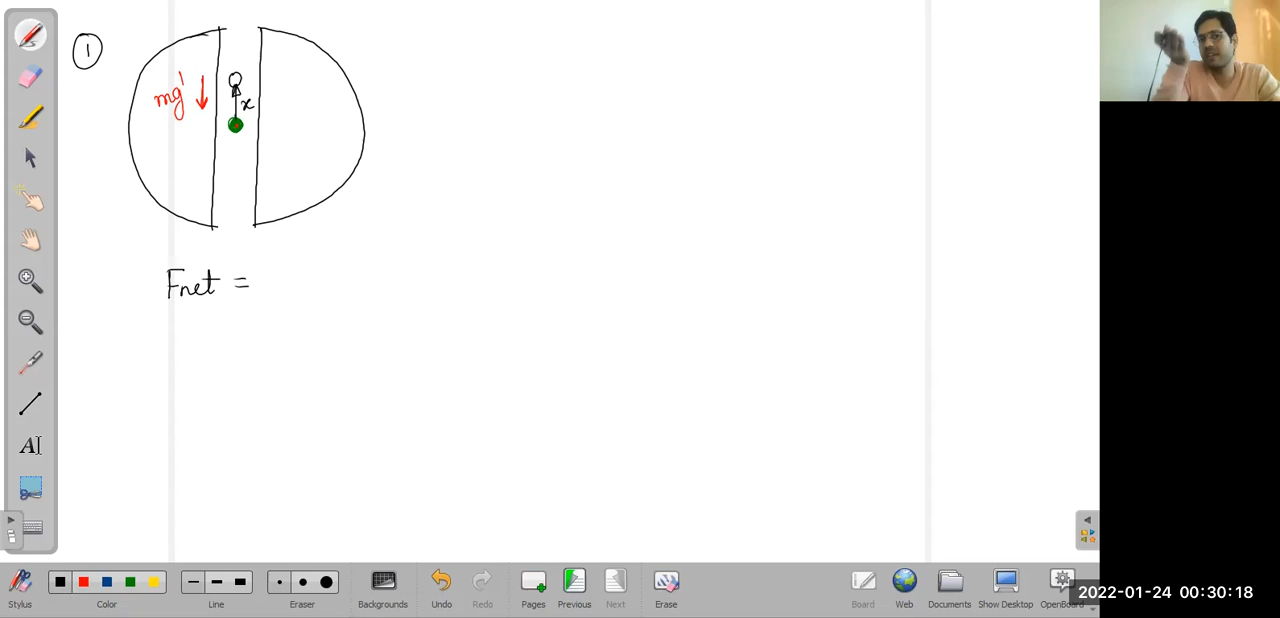 1
mg'
x
Fnet =
A
Stylus
Color
Line
Eraser
Backgrounds
Undo
Redo
Pages
Previous
Next
Erase
Board
Web
Documents
Show Desktop
OpenBoard
2022-01-24 00:30:18